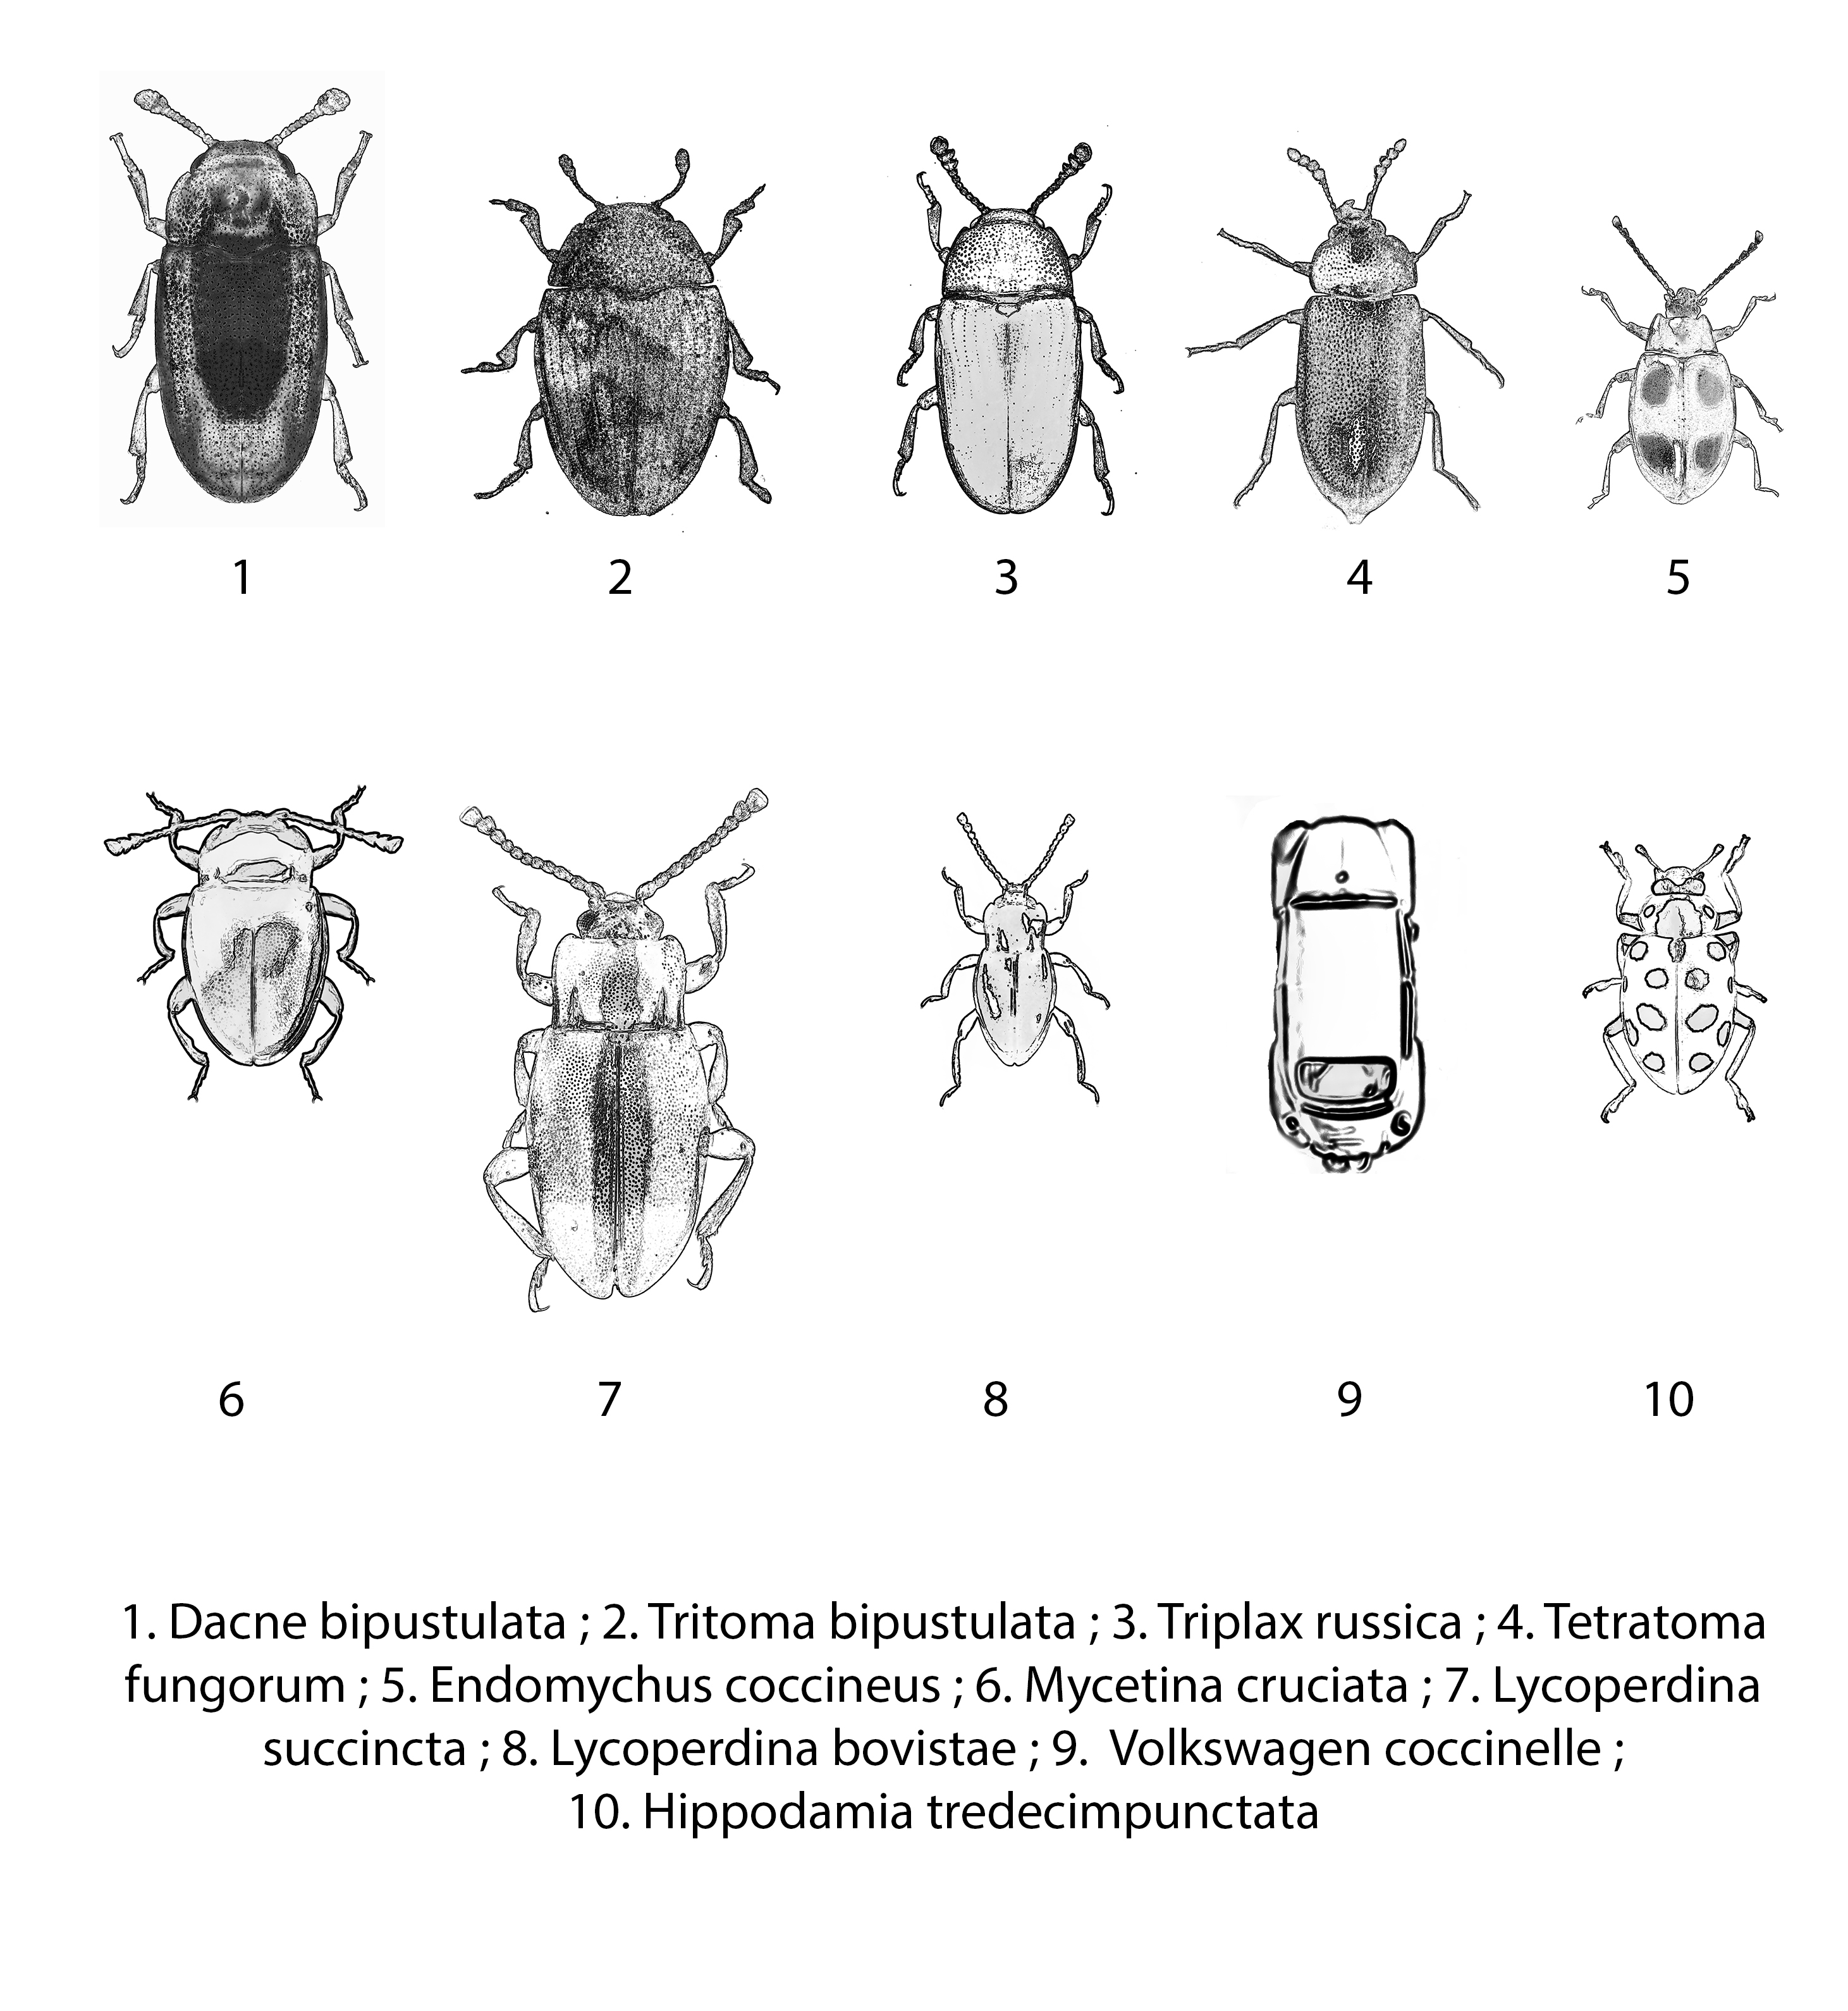 1 2 3 4 5
6 7 8 9 10
1. Dacne bipustulata ; 2. Tritoma bipustulata ; 3. Triplax russica ; 4. Tetratoma
fungorum ; 5. Endomychus coccineus ; 6. Mycetina cruciata ; 7. Lycoperdina
succincta ; 8. Lycoperdina bovistae ; 9.  Volkswagen coccinelle ;
10. Hippodamia tredecimpunctata